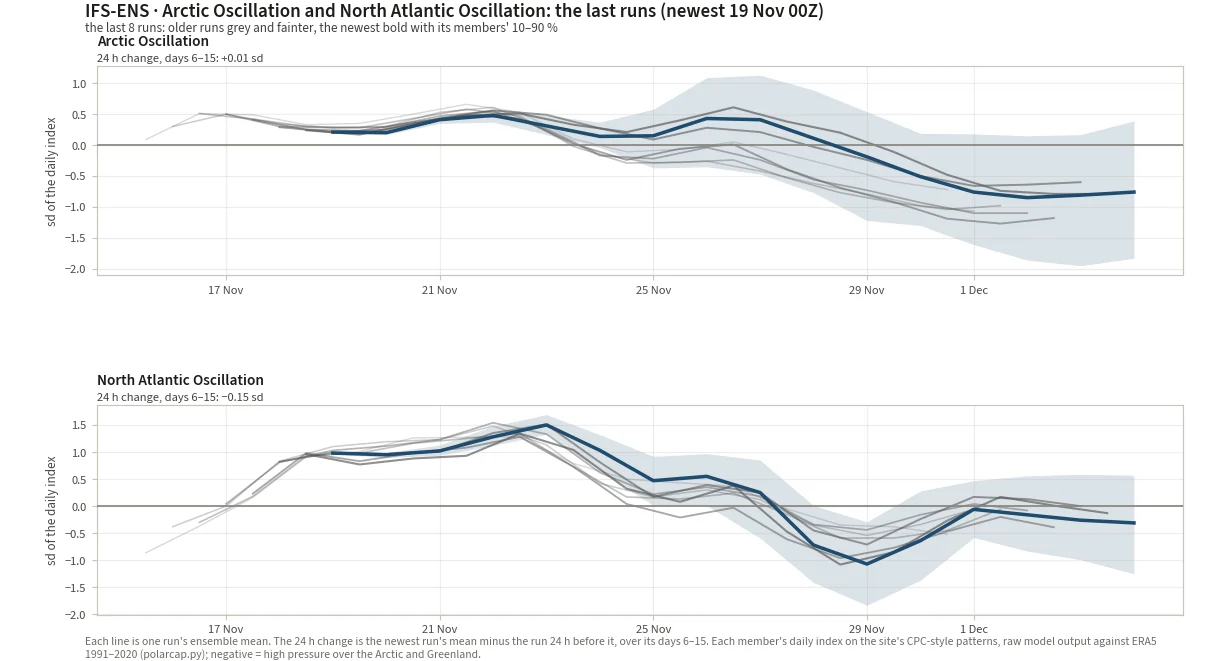 IFS-ENS · Arctic Oscillation and North Atlantic Oscillation: the last runs (newest 19 Nov 00Z)
the last 8 runs: older runs grey and fainter, the newest bold with its members' 10–90 %
Arctic Oscillation
24 h change, days 6–15: +0.01 sd
sd of the daily index
1.0
0.5
0.0
−0.5
−1.0
−1.5
−2.0
17 Nov
21 Nov
25 Nov
29 Nov
1 Dec
North Atlantic Oscillation
24 h change, days 6–15: −0.15 sd
sd of the daily index
1.5
1.0
0.5
0.0
−0.5
−1.0
−1.5
−2.0
17 Nov
21 Nov
25 Nov
29 Nov
1 Dec
Each line is one run's ensemble mean. The 24 h change is the newest run's mean minus the run 24 h before it, over its days 6–15. Each member's daily index on the site's CPC-style patterns, raw model output against ERA5
1991–2020 (polarcap.py); negative = high pressure over the Arctic and Greenland.